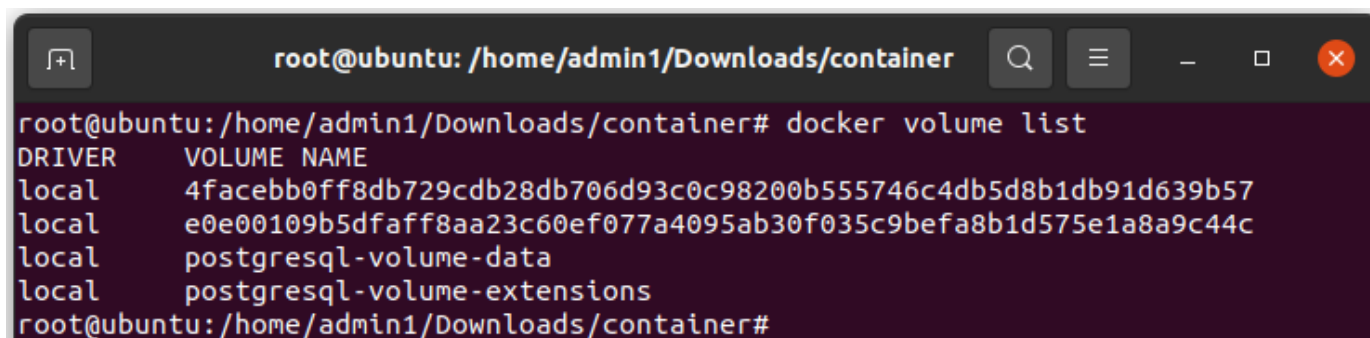 root@ubuntu: /home/admin1/Downloads/container
root@ubuntu:/home/admin1/Downloads/container# docker volume list
DRIVER    VOLUME NAME
local     4facebb0ff8db729cdb28db706d93c0c98200b555746c4db5d8b1db91d639b57
local     e0e00109b5dfaff8aa23c60ef077a4095ab30f035c9befa8b1d575e1a8a9c44c
local     postgresql-volume-data
local     postgresql-volume-extensions
root@ubuntu:/home/admin1/Downloads/container#